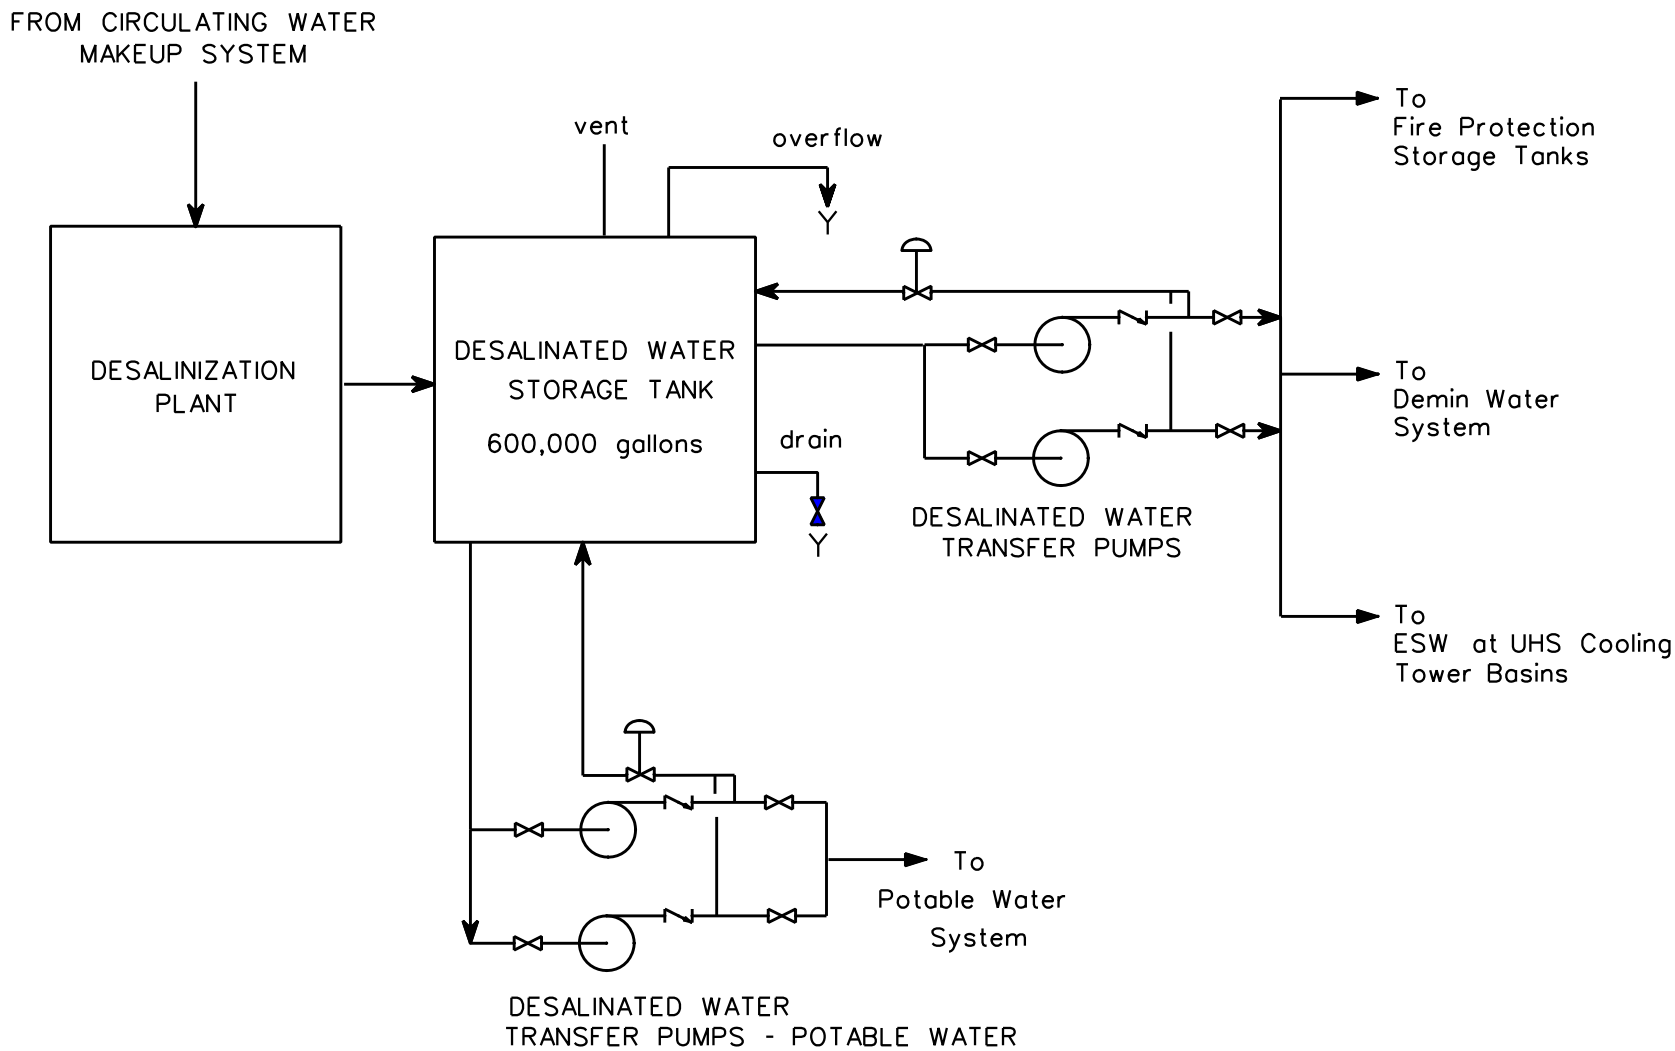 FROM CIRCULATING WATER
MAKEUP SYSTEM
vent
overflow
To
Fire Protection
Storage Tanks
DESALINIZATION
PLANT
DESALINATED WATER
STORAGE TANK
600,000 gallons
drain
To
Demin Water
System
DESALINATED WATER
TRANSFER PUMPS
To
ESW at UHS Cooling
Tower Basins
To
Potable Water
System
DESALINATED WATER
TRANSFER PUMPS - POTABLE WATER